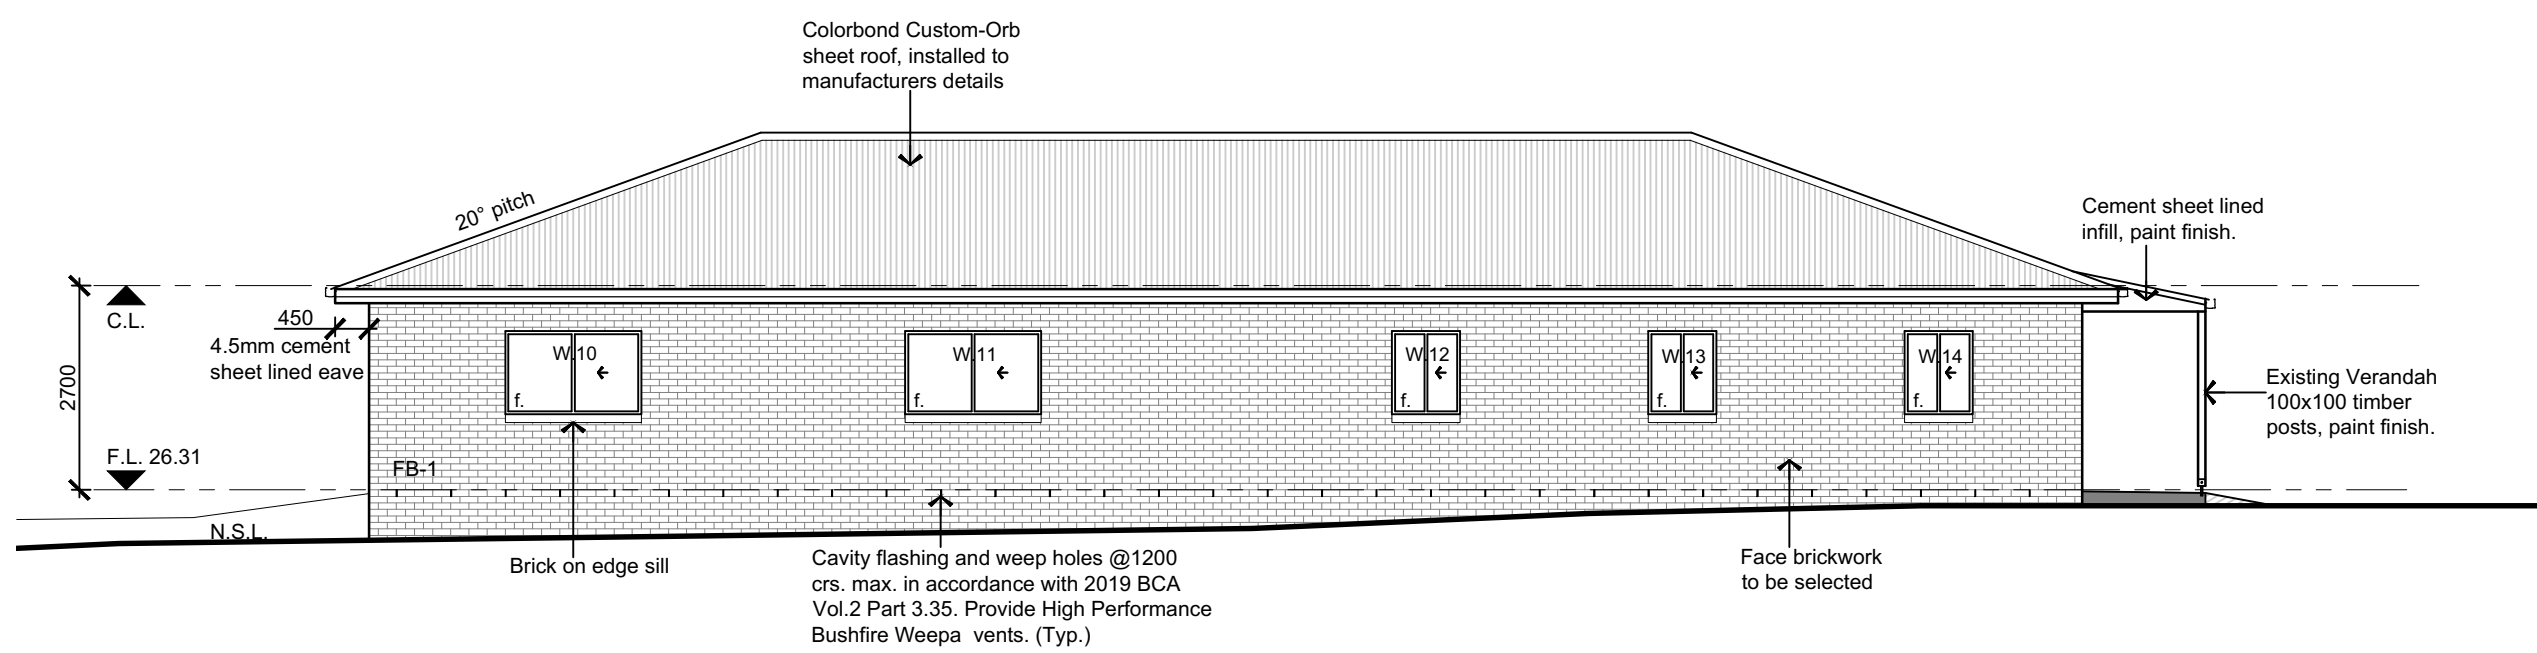 Colorbond Custom-Orb
sheet roof, installed to
manufacturers details
20° pitch
Cement sheet lined
infill, paint finish.
C.L.
450
4.5mm cement
sheet lined eave
2700
W.10
f.
W.11
f.
W.12
f.
W.13
f.
W.14
f.
Existing Verandah
100x100 timber
posts, paint finish.
F.L. 26.31
FB-1
N.S.L.
Brick on edge sill
Cavity flashing and weep holes @1200
crs. max. in accordance with 2019 BCA
Vol.2 Part 3.35. Provide High Performance
Bushfire Weepa vents. (Typ.)
Face brickwork
to be selected